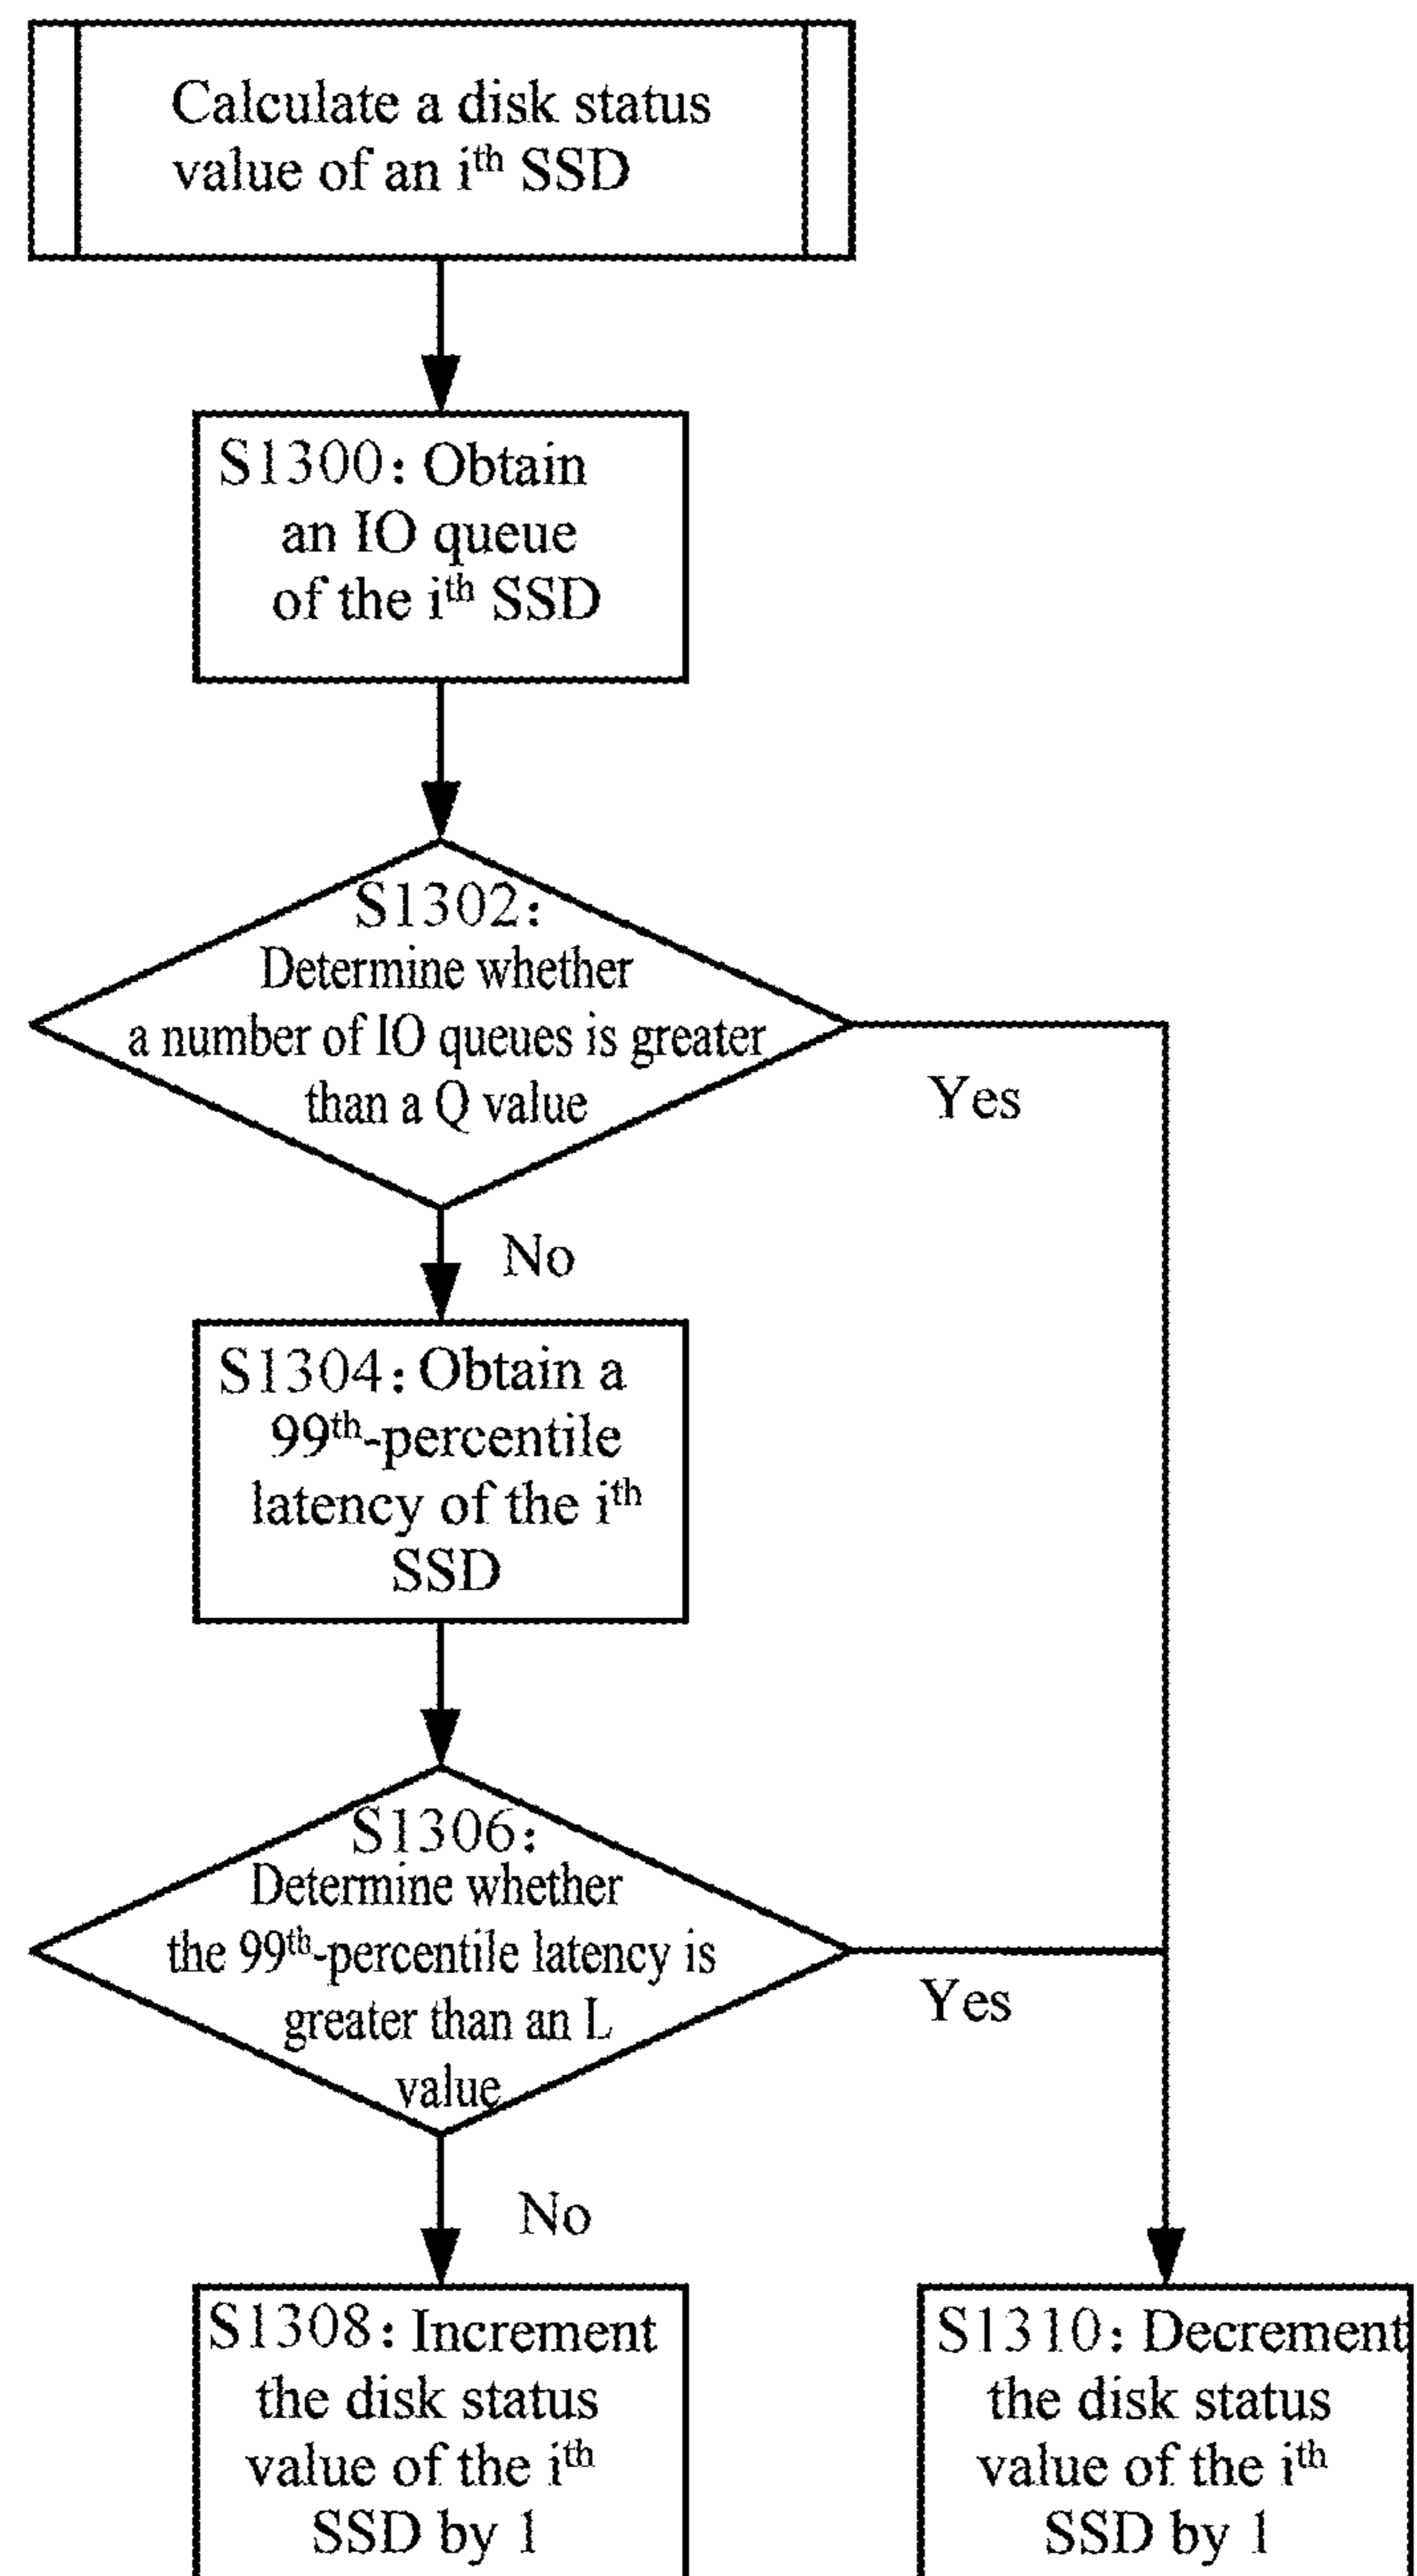 Calculate a disk status
value of an ith SSD
S1300: Obtain
an IO queue
of the ith SSD
S1302:
Determine whether
a number of IO queues is greater
than a Q value
Yes
No
S1304: Obtain a
99th-percentile
latency of the ith
SSD
S1306:
Determine whether
the 99th-percentile latency is
greater than an L
value
Yes
No
S1308: Increment
the disk status
value of the ith
SSD by 1
S1310: Decrement
the disk status
value of the ith
SSD by 1